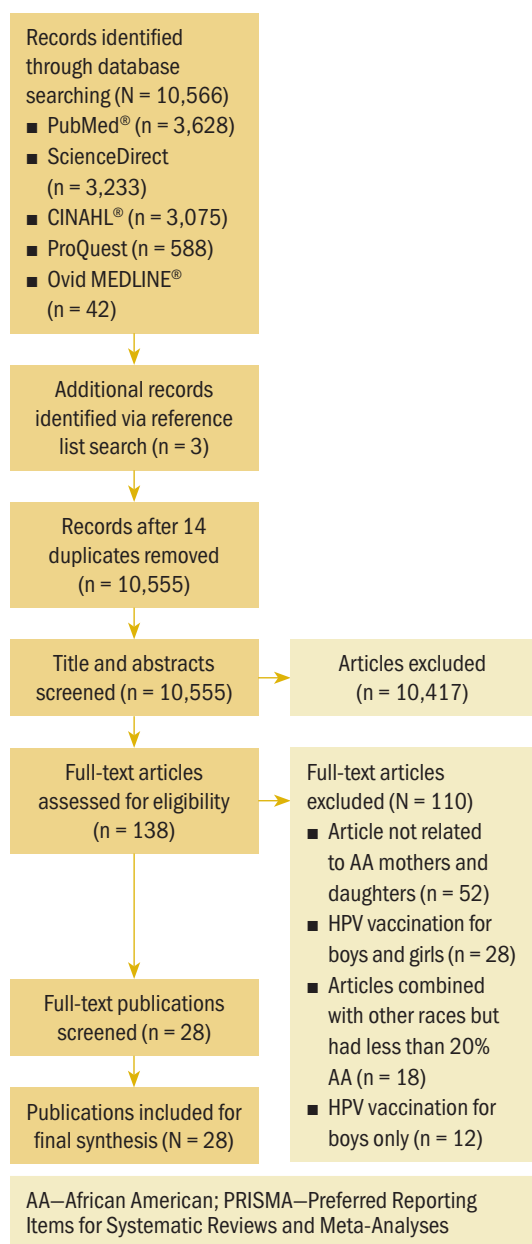 Records identified
through database
searching (N = 10,566)
■ PubMed® (n = 3,628)
■ ScienceDirect
(n = 3,233)
■ CINAHL® (n = 3,075)
■ ProQuest (n = 588)
■ Ovid MEDLINE®
(n = 42)
Additional records
identified via reference
list search (n = 3)
Records after 14
duplicates removed
(n = 10,555)
Title and abstracts
screened (n = 10,555)
Articles excluded
(n = 10,417)
Full-text articles
assessed for eligibility
(n = 138)
Full-text articles
excluded (N = 110)
■ Article not related
to AA mothers and
daughters (n = 52)
■ HPV vaccination for
boys and girls (n = 28)
■ Articles combined
with other races but
had less than 20%
AA (n = 18)
■ HPV vaccination for
boys only (n = 12)
Full-text publications
screened (n = 28)
Publications included for
final synthesis (N = 28)
AA—African American; PRISMA—Preferred Reporting
Items for Systematic Reviews and Meta-Analyses